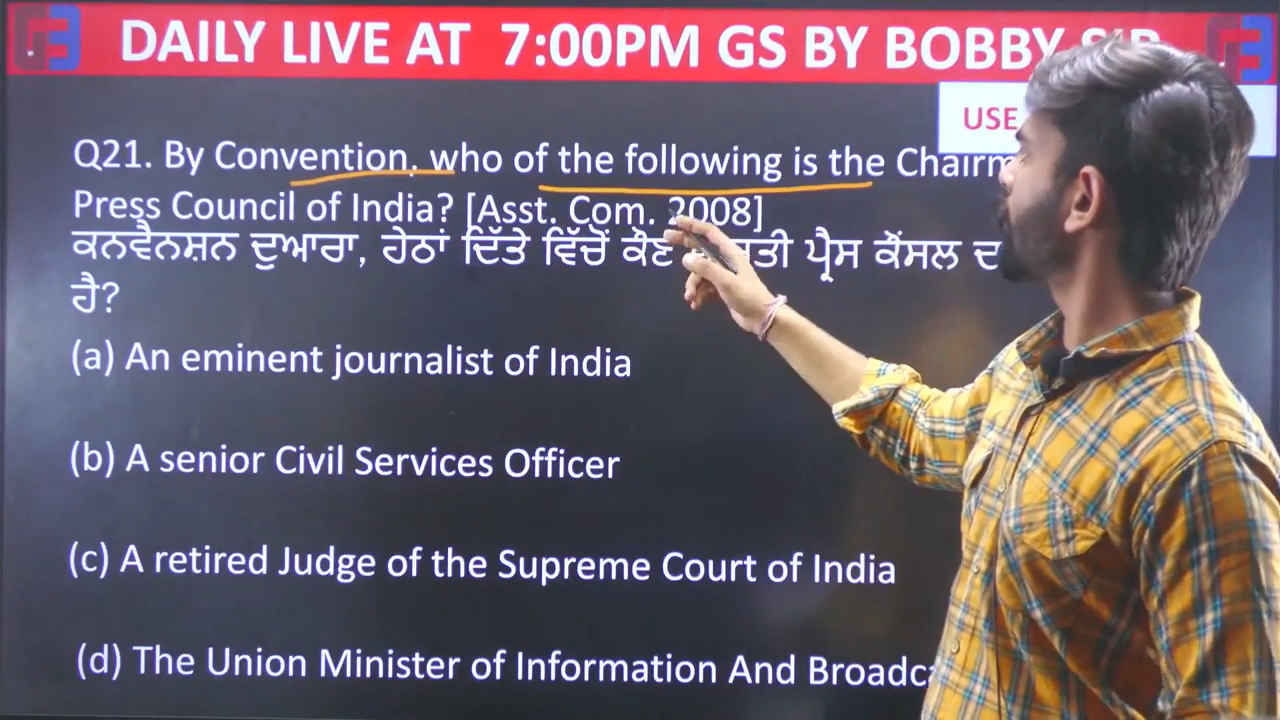 DAILY LIVE AT 7:00PM GS BY BOBBY SIR
USE
Q21. By Convention, who of the following is the
Press Council of India? [Asst. Com. 2008]
ਕਨਵੈਨਸ਼ਨ ਦੁਆਰਾ, ਹੇਠਾਂ ਦਿੱਤੇ ਵਿੱਚੋਂ ਕੌਣ ਪ੍ਰੈਸ ਕੌਂਸਲ ਦ
ਹੈ?
(a) An eminent journalist of India
(b) A senior Civil Services Officer
(c) A retired Judge of the Supreme Court of India
(d) The Union Minister of Information And